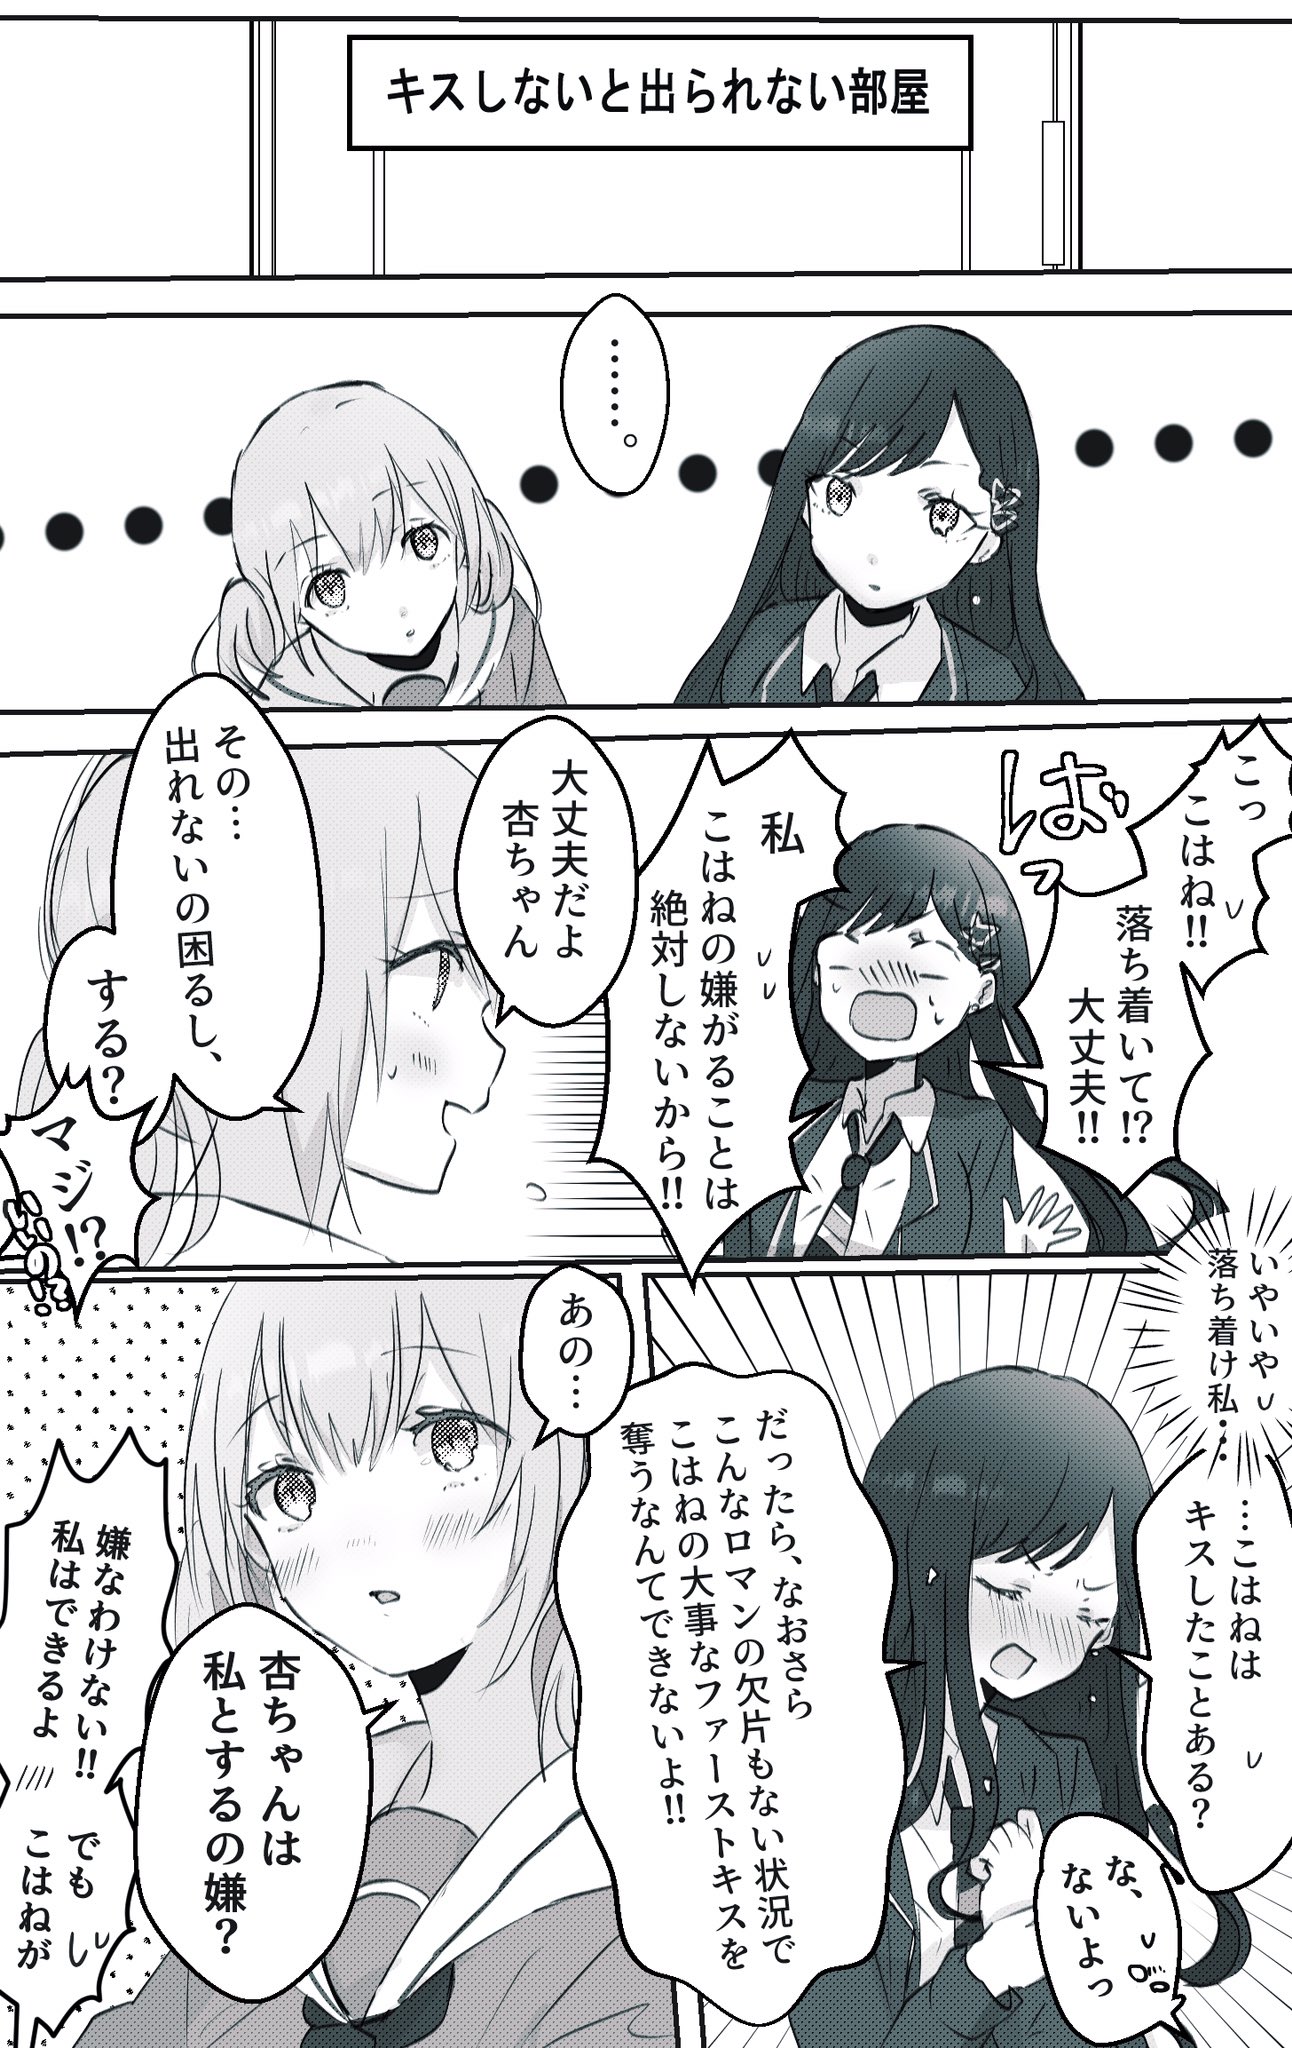 キスしないと出られない部屋
………。
こっ
こはね!!
落ち着いて!?
大丈夫!!
ばっ
私
こはねの嫌がることは
絶対しないから!!
大丈夫だよ
杏ちゃん
その…
出れないの困るし、
する?
マジ!?
いいの?!
いやいや
落ち着け私…
…こはねは
キスしたことある?
な、
ないよっ
だったら、なおさら
こんなロマンの欠片もない状況で
こはねの大事なファーストキスを
奪うなんてできないよ!!
あの…
杏ちゃんは
私とするの嫌?
嫌なわけない!!
私はできるよ
でも
こはねが